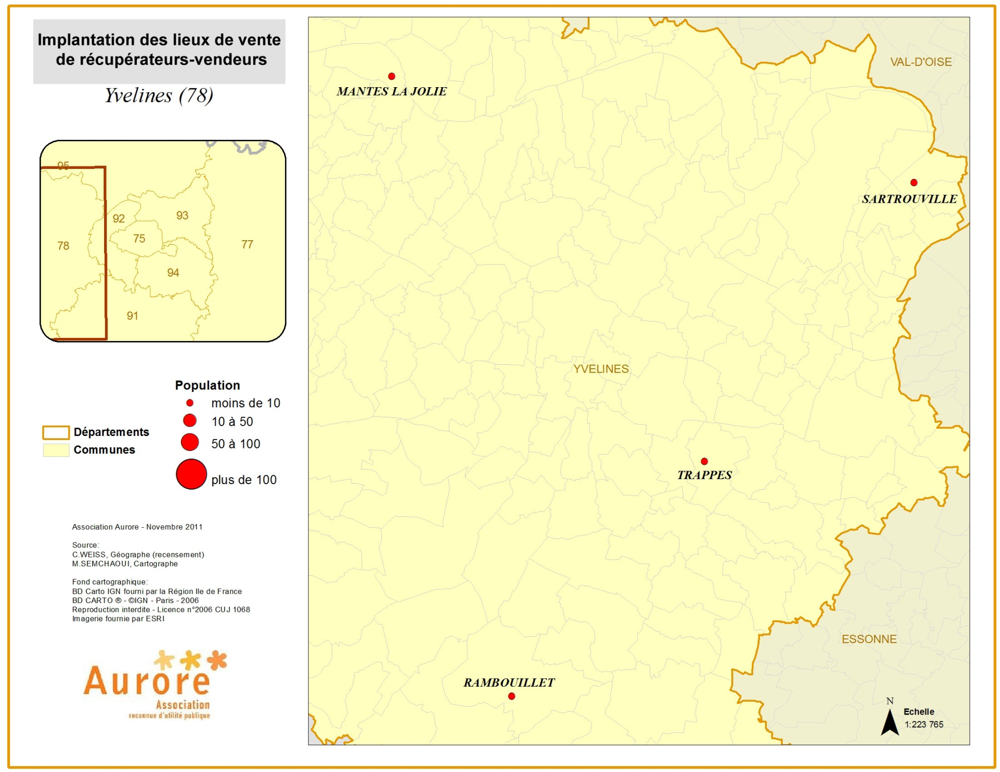 Implantation des lieux de vente
de récupérateurs-vendeurs
Yvelines (78)
95
92
93
75
78
77
94
91
Population
moins de 10
10 à 50
50 à 100
plus de 100
Départements
Communes
Association Aurore - Novembre 2011
Source:
C.WEISS, Géographe (recensement)
M.SEMCHAOUI, Cartographe
Fond cartographique:
BD Carto IGN fourni par la Région Ile de France
BD CARTO ® - ©IGN - Paris - 2006
Reproduction interdite - Licence n°2006 CUJ 1068
Imagerie fournie par ESRI
Aurore
Association
reconnue d'utilité publique
VAL-D'OISE
MANTES LA JOLIE
SARTROUVILLE
YVELINES
TRAPPES
ESSONNE
RAMBOUILLET
N
Echelle
1:223 765